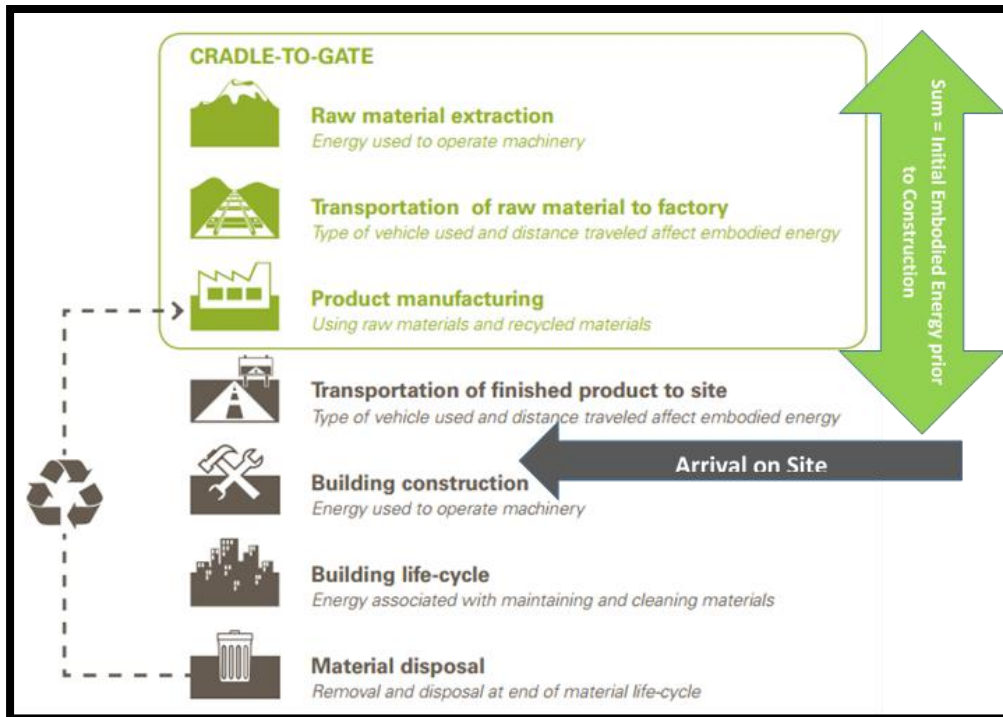 CRADLE-TO-GATE
Raw material extraction
Energy used to operate machinery
Transportation of raw material to factory
Type of vehicle used and distance traveled affect embodied energy
Product manufacturing
Using raw materials and recycled materials
Transportation of finished product to site
Type of vehicle used and distance traveled affect embodied energy
Building construction
Energy used to operate machinery
Building life-cycle
Energy associated with maintaining and cleaning materials
Material disposal
Removal and disposal at end of material life-cycle
Sum = Initial Embodied Energy prior
to Construction
Arrival on Site